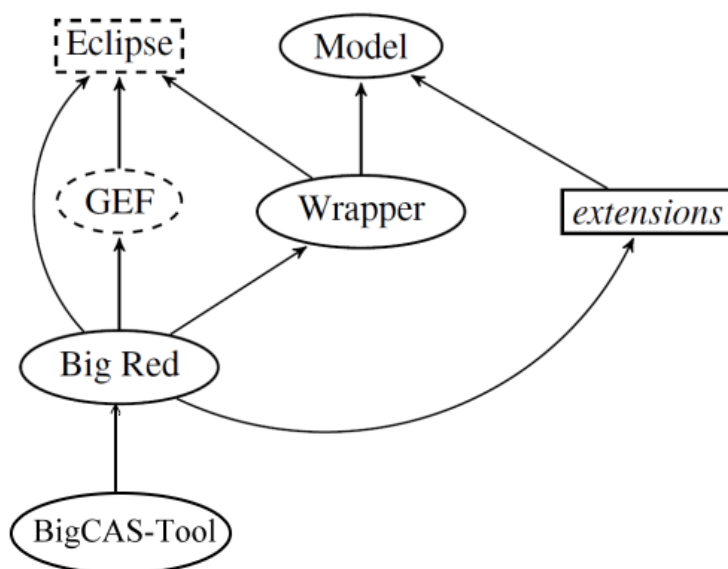 Eclipse
Model
GEF
Wrapper
extensions
Big Red
BigCAS-Tool